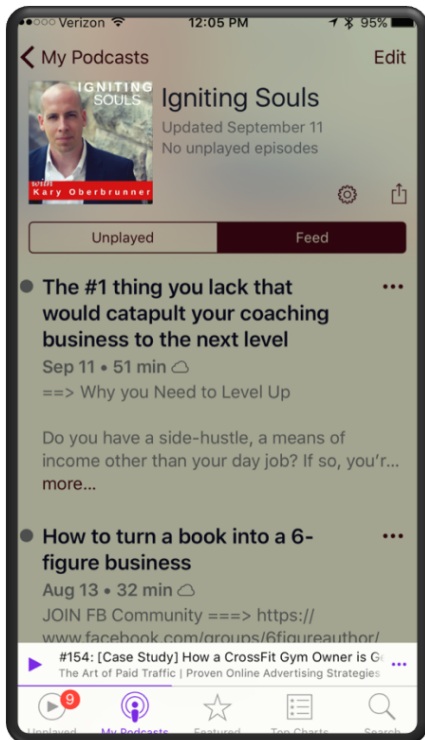 Verizon 12:05 PM 95%
My Podcasts Edit
IGNITING
SOULS
with
Kary Oberbrunner
Igniting Souls
Updated September 11
No unplayed episodes
Unplayed Feed
The #1 thing you lack that
would catapult your coaching
business to the next level
Sep 11 • 51 min
==> Why you Need to Level Up
Do you have a side-hustle, a means of
income other than your day job? If so, you'r...
more...
How to turn a book into a 6-
figure business
Aug 13 • 32 min
JOIN FB Community ===> https://
www.facebook.com/groups/6figureauthor/
#154: [Case Study] How a CrossFit Gym Owner is Ge
The Art of Paid Traffic | Proven Online Advertising Strategies
9
Unplayed My Podcasts Featured Top Charts Search